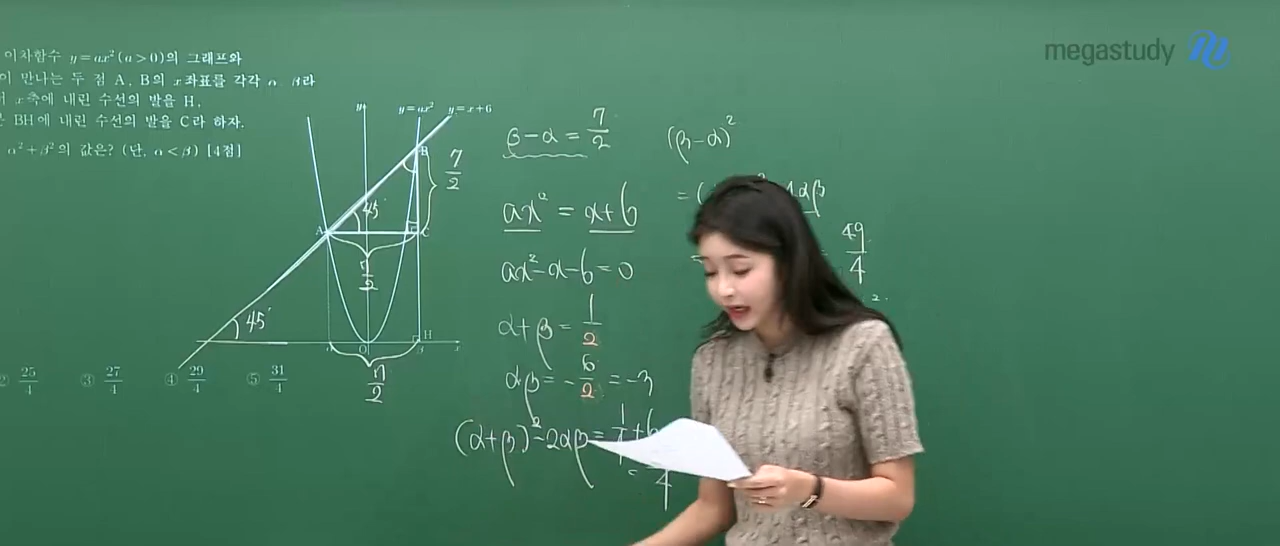 megastudy
이차함수 y=ax²(a>0)의 그래프와
이 만나는 두 점 A, B의 x좌표를 각각 α, β라
x축에 내린 수선의 발을 H,
BH에 내린 수선의 발을 C라 하자.
α²+β²의 값은? (단, α<β) [4점]
y
y=ax²
y=x+6
B
7/2
45°
A
C
7/2
45°
H
α
O
β
x
7/2
② 25/4
③ 27/4
④ 29/4
⑤ 31/4
β-α = 7/2
ax² = x+6
ax²-x-6=0
α+β = 1/2
αβ = -6/2 = -3
(α+β)²-2αβ = 1/4+6
=
4
(β-α)²
= (
4αβ
49/4